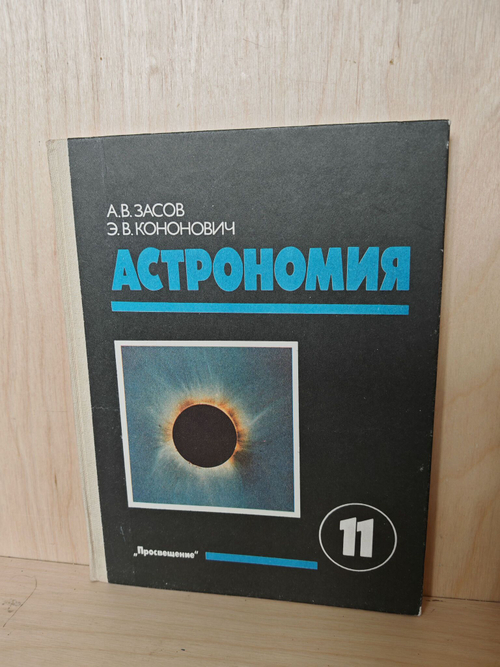 А.В.ЗАСОВ
Э.В.КОНОНОВИЧ
АСТРОНОМИЯ
„Просвещение“
11